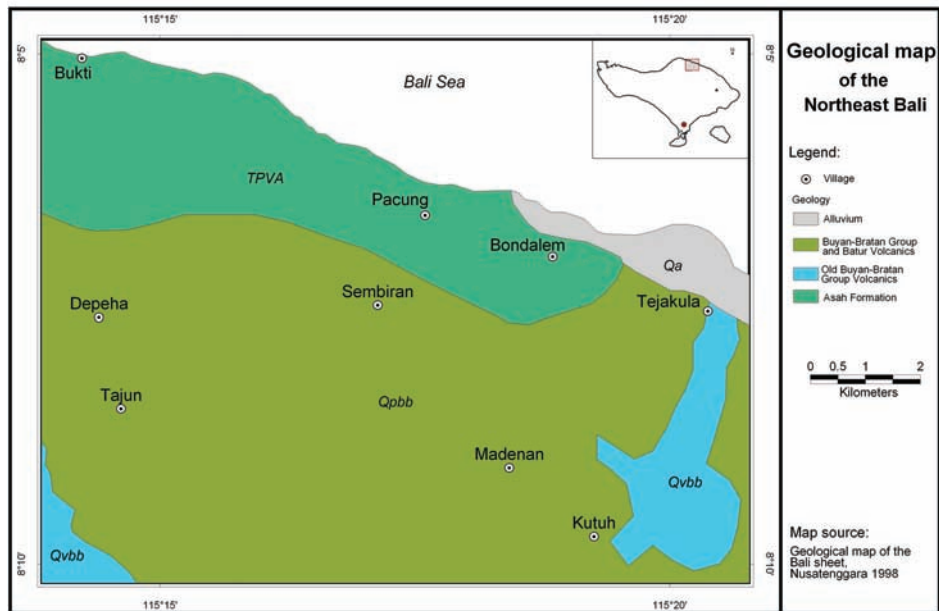 115°15'
115°20'
8°5'
8°5'
Bukti
Bali Sea
TPVA
Pacung
Bondalem
Qa
Depeha
Sembiran
Tejakula
Tajun
Qpbb
Madenan
Qvbb
Kutuh
Qvbb
8°10'
8°10'
115°15'
115°20'
Geological map
of the
Northeast Bali
Legend:
Village
Geology
Alluvium
Buyan-Bratan Group
and Batur Volcanics
Old Buyan-Bratan
Group Volcanics
Asah Formation
0 0.5 1 2
Kilometers
Map source:
Geological map of the
Bali sheet,
Nusatenggara 1998